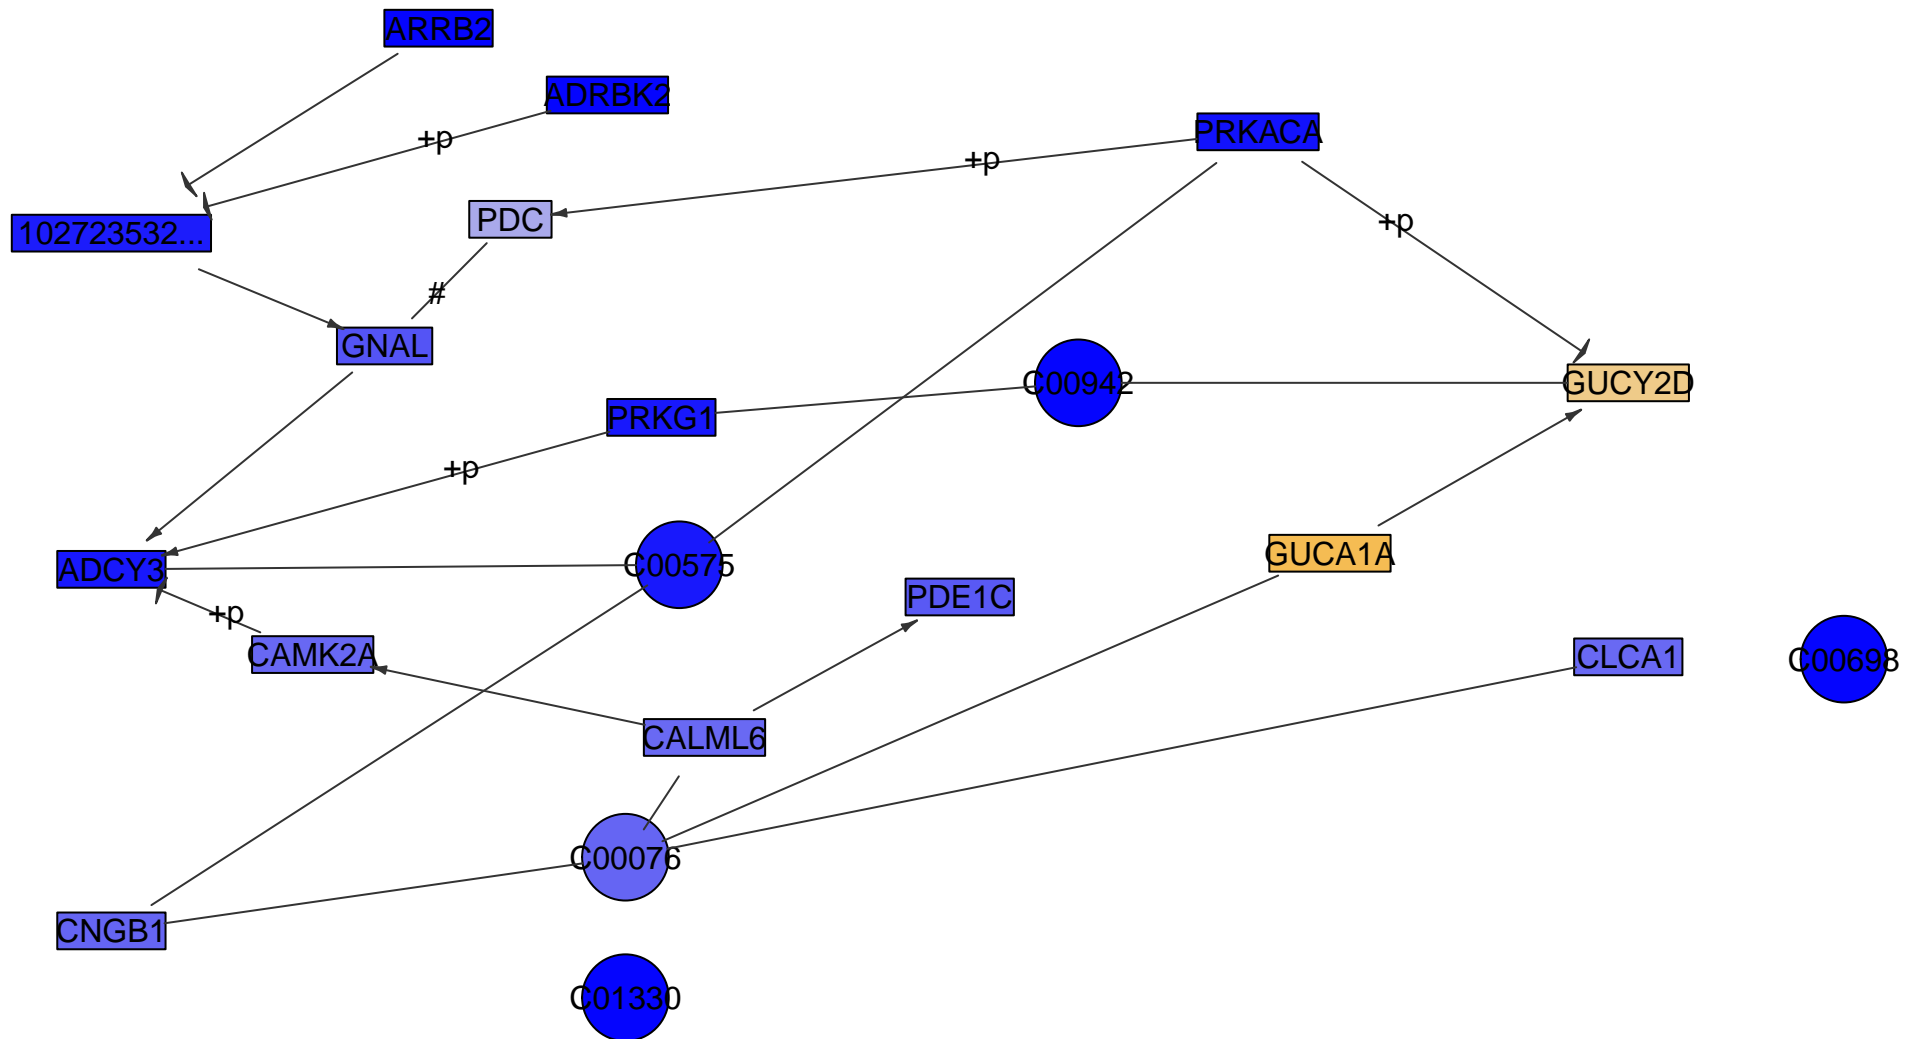 ARRB2
ADRBK2
PRKACA
+p
+p
PDC
+p
102723532...
#
GNAL
C00942
GUCY2D
PRKG1
+p
GUCA1A
C00575
ADCY3
PDE1C
+p
CAMK2A
CLCA1
C00698
CALML6
C00076
CNGB1
C01330